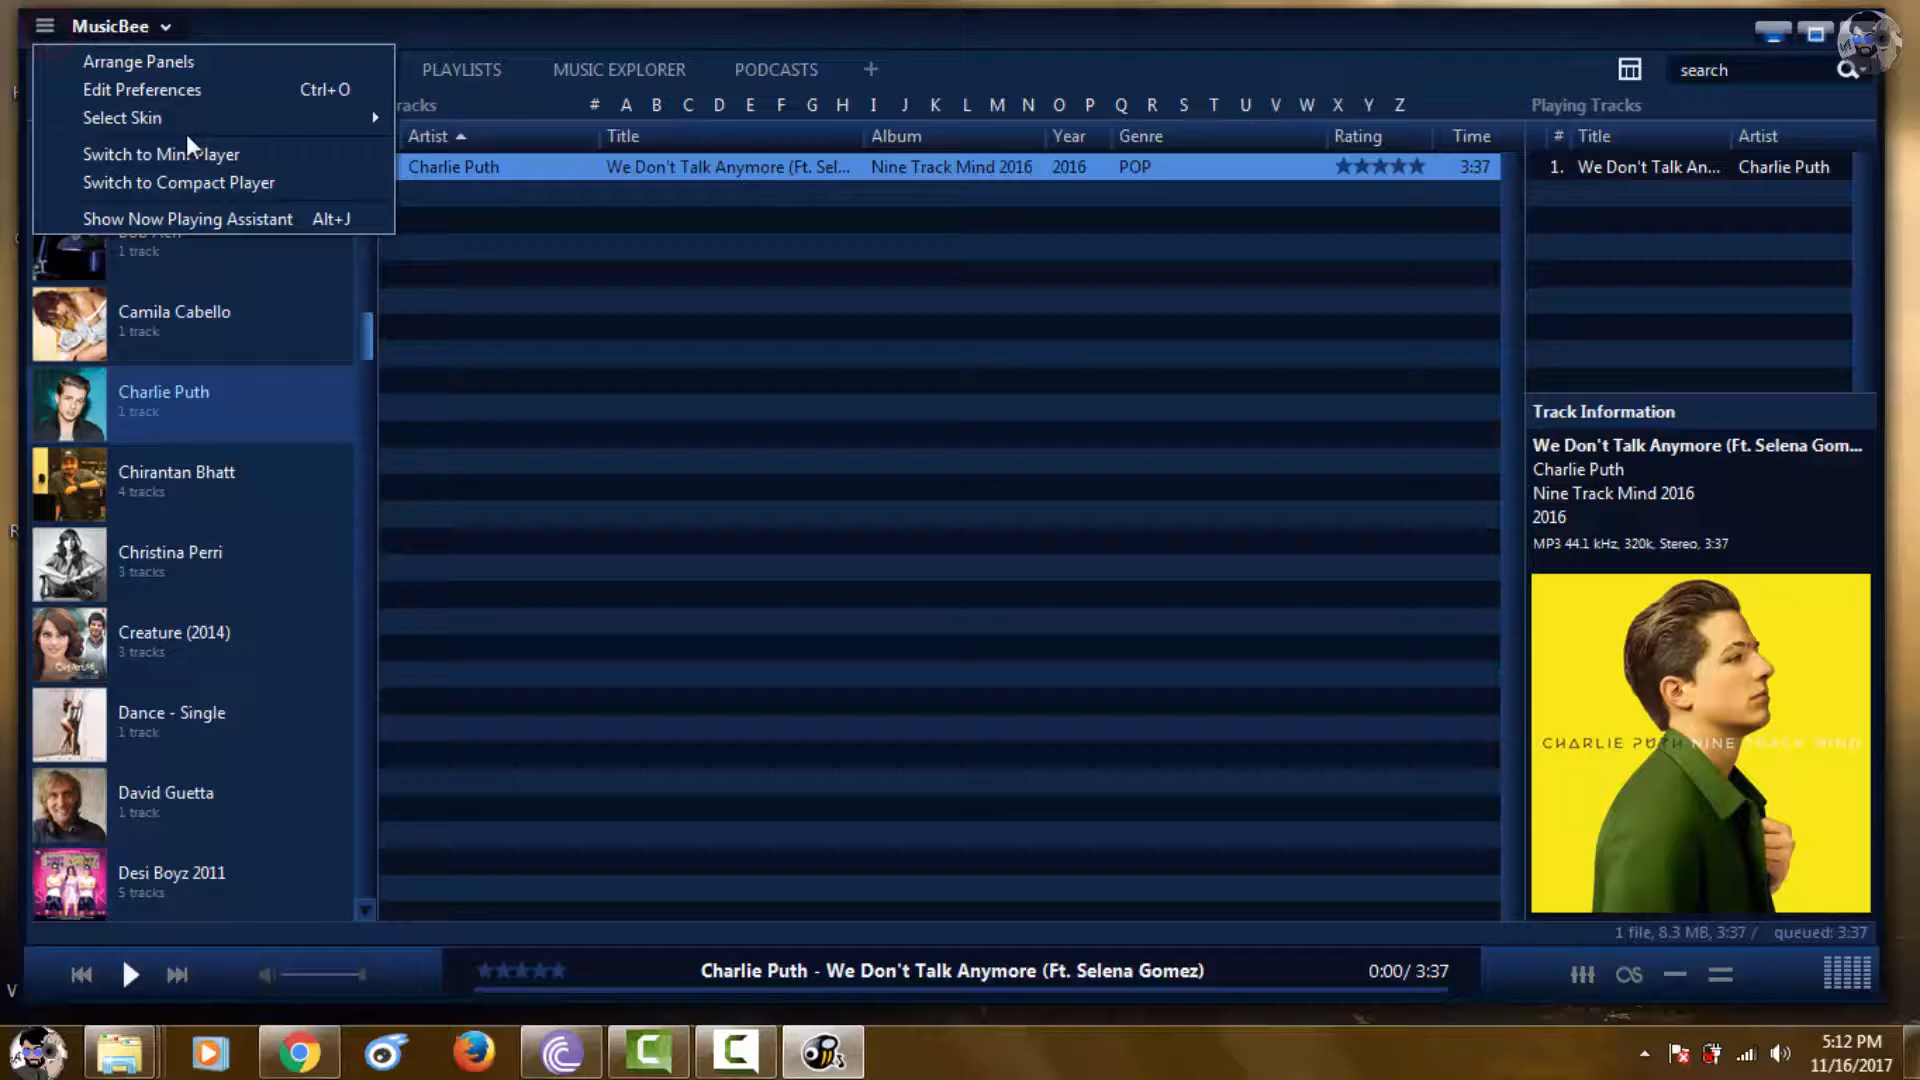 MusicBee
Arrange Panels
Edit Preferences Ctrl+O
Select Skin
Switch to Mini Player
Switch to Compact Player
Show Now Playing Assistant Alt+J
PLAYLISTS MUSIC EXPLORER PODCASTS +
search
racks # A B C D E F G H I J K L M N O P Q R S T U V W X Y Z
Artist Title Album Year Genre Rating Time
Charlie Puth We Don't Talk Anymore (Ft. Sel... Nine Track Mind 2016 2016 POP 3:37
Playing Tracks
# Title Artist
1. We Don't Talk An... Charlie Puth
1 track
Camila Cabello
1 track
Charlie Puth
1 track
Chirantan Bhatt
4 tracks
Christina Perri
3 tracks
Creature (2014)
3 tracks
Dance - Single
1 track
David Guetta
1 track
Desi Boyz 2011
5 tracks
Track Information
We Don't Talk Anymore (Ft. Selena Gom...
Charlie Puth
Nine Track Mind 2016
2016
MP3 44.1 kHz, 320k, Stereo, 3:37
CHARLIE PUTH NINE TRACK MIND
1 file, 8.3 MB, 3:37 / queued: 3:37
Charlie Puth - We Don't Talk Anymore (Ft. Selena Gomez) 0:00/ 3:37
5:12 PM
11/16/2017